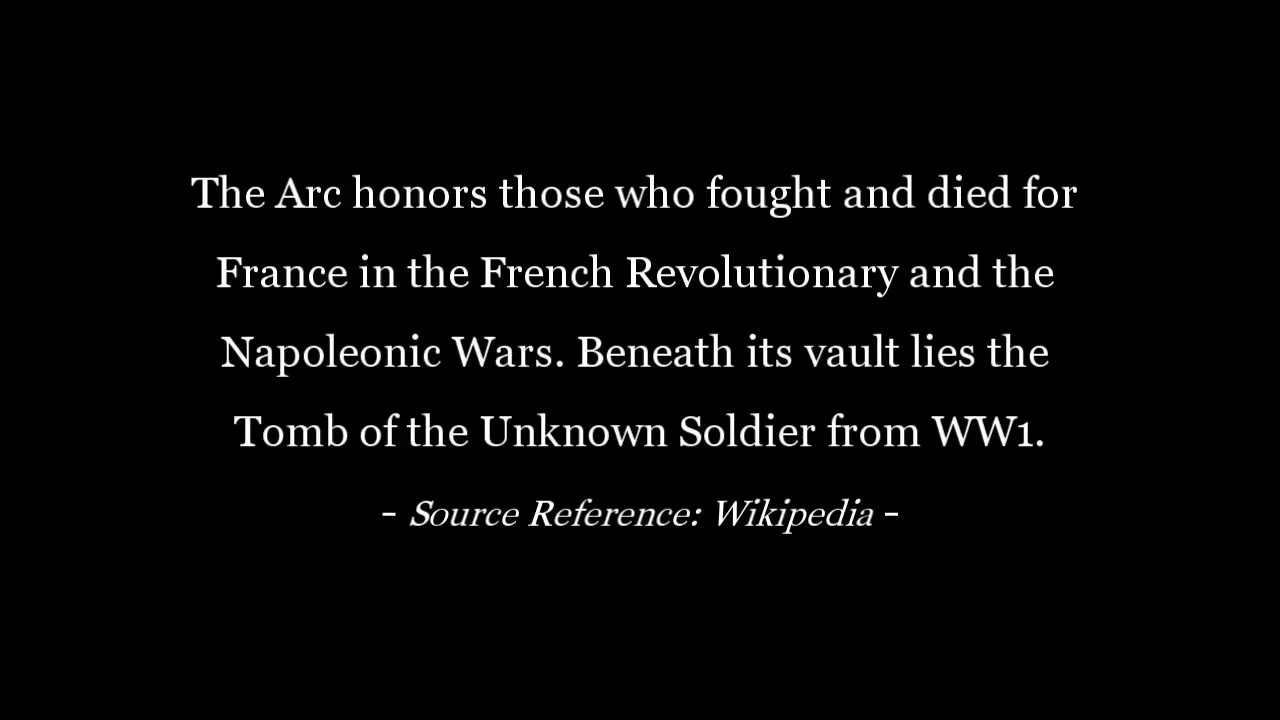 The Arc honors those who fought and died for
France in the French Revolutionary and the
Napoleonic Wars. Beneath its vault lies the
Tomb of the Unknown Soldier from WW1.
- Source Reference: Wikipedia -